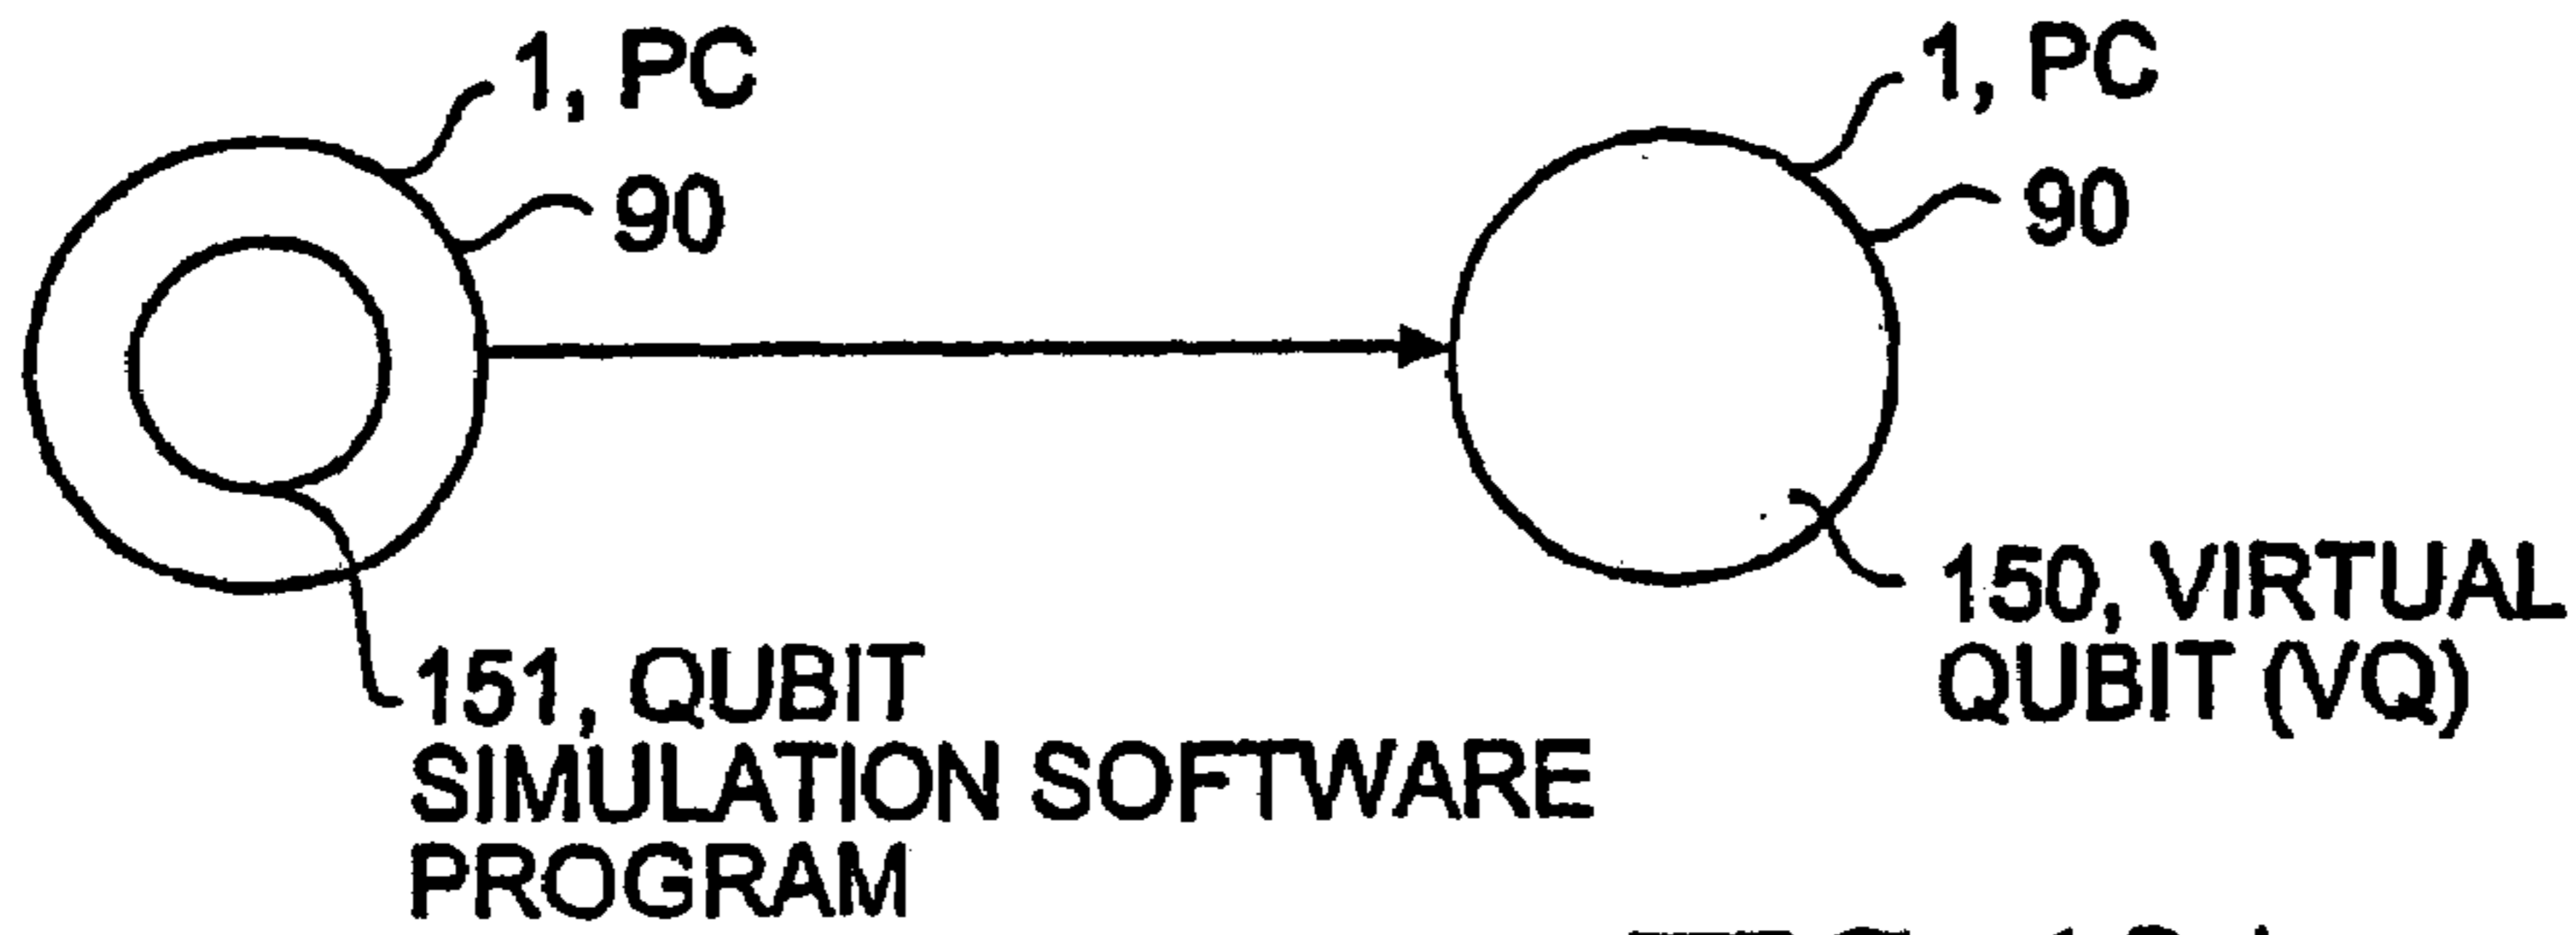 1, PC
90
1, PC
90
151, QUBIT
SIMULATION SOFTWARE
PROGRAM
150, VIRTUAL
QUBIT (VQ)